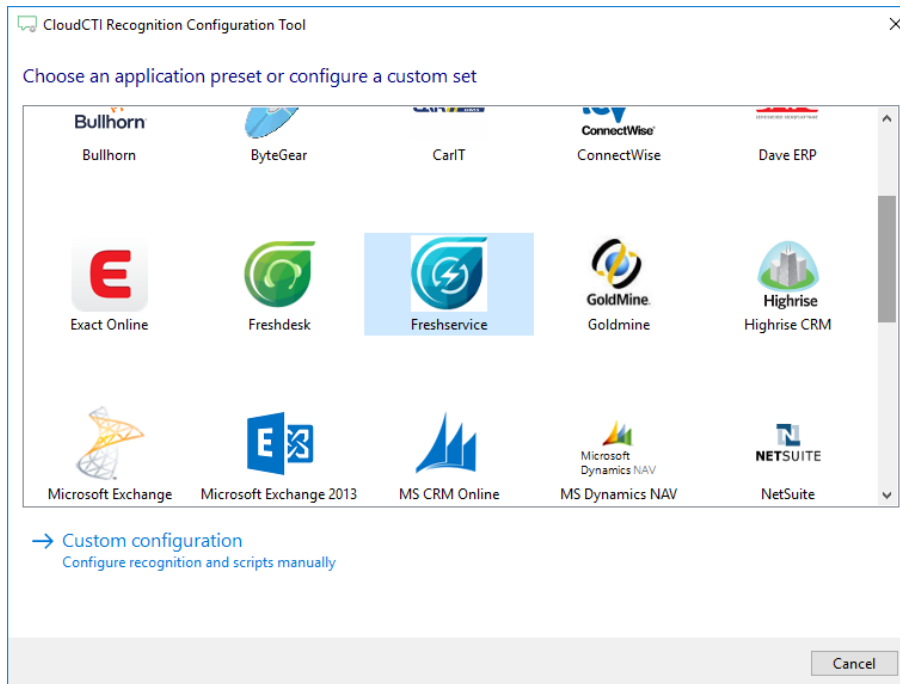 CloudCTI Recognition Configuration Tool
Choose an application preset or configure a custom set
Bullhorn
ConnectWise
Bullhorn
ByteGear
CarIT
ConnectWise
Dave ERP
E
GOLDMINE
Highrise
Exact Online
Freshdesk
Freshservice
Goldmine
Highrise CRM
E
Microsoft
Dynamics NAV
N
NETSUITE
Microsoft Exchange
Microsoft Exchange 2013
MS CRM Online
MS Dynamics NAV
NetSuite
Custom configuration
Configure recognition and scripts manually
Cancel